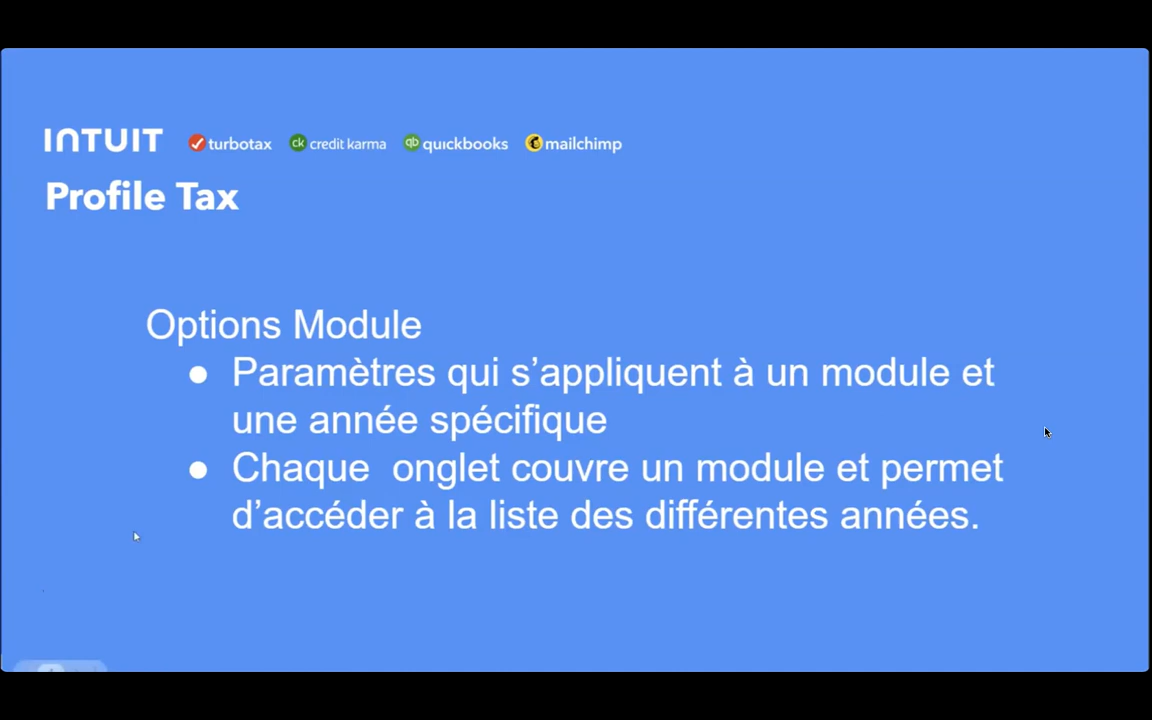 INTUIT turbotax ck credit karma qb quickbooks mailchimp
Profile Tax
Options Module
● Paramètres qui s’appliquent à un module et
une année spécifique
● Chaque  onglet couvre un module et permet
d’accéder à la liste des différentes années.